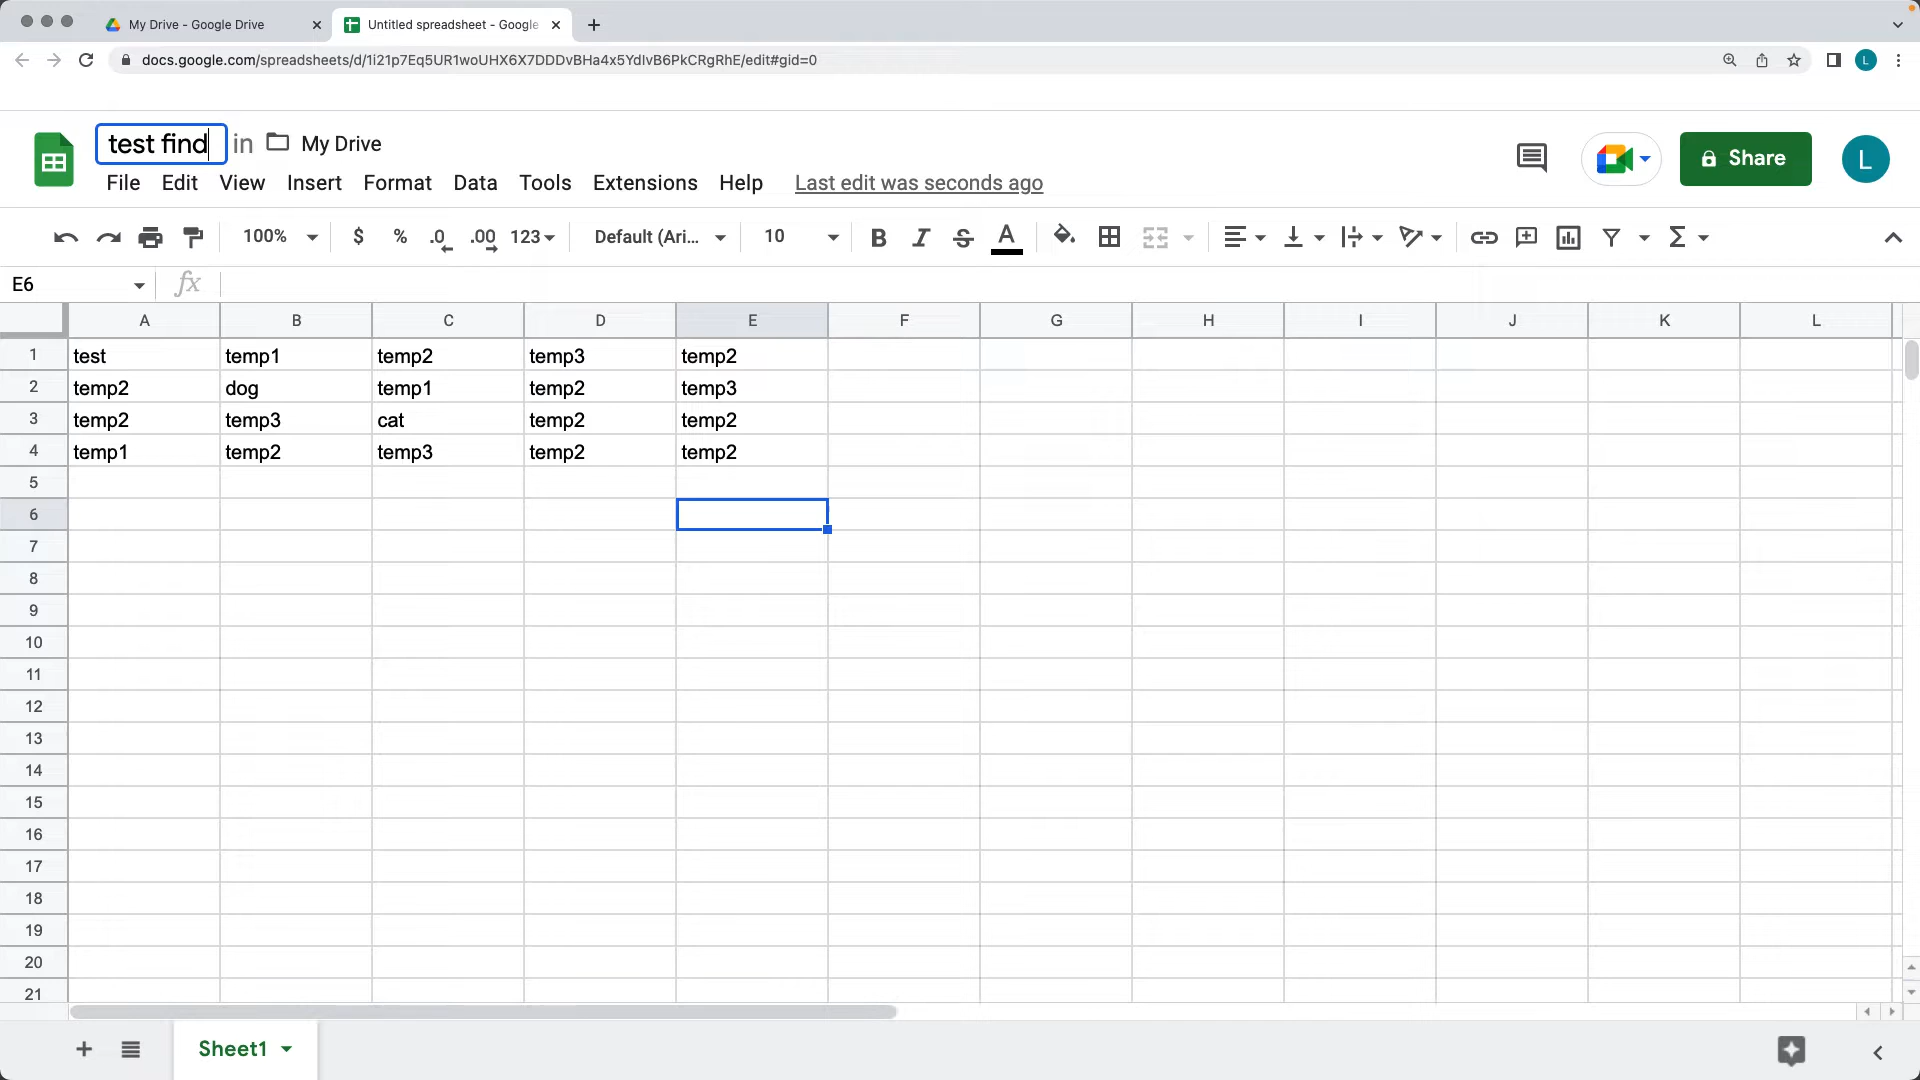 My Drive - Google Drive
Untitled spreadsheet - Google
docs.google.com/spreadsheets/d/1i21p7Eq5UR1woUHX6X7DDDvBHa4x5YdIvB6PkCRgRhE/edit#gid=0
L
test find in My Drive
File Edit View Insert Format Data Tools Extensions Help Last edit was seconds ago
Share
L
100% $ % .0 .00 123 Default (Ari... 10 B I S A Σ
E6 fx
A B C D E F G H I J K L
1 test temp1 temp2 temp3 temp2
2 temp2 dog temp1 temp2 temp3
3 temp2 temp3 cat temp2 temp2
4 temp1 temp2 temp3 temp2 temp2
5
6
7
8
9
10
11
12
13
14
15
16
17
18
19
20
21
Sheet1